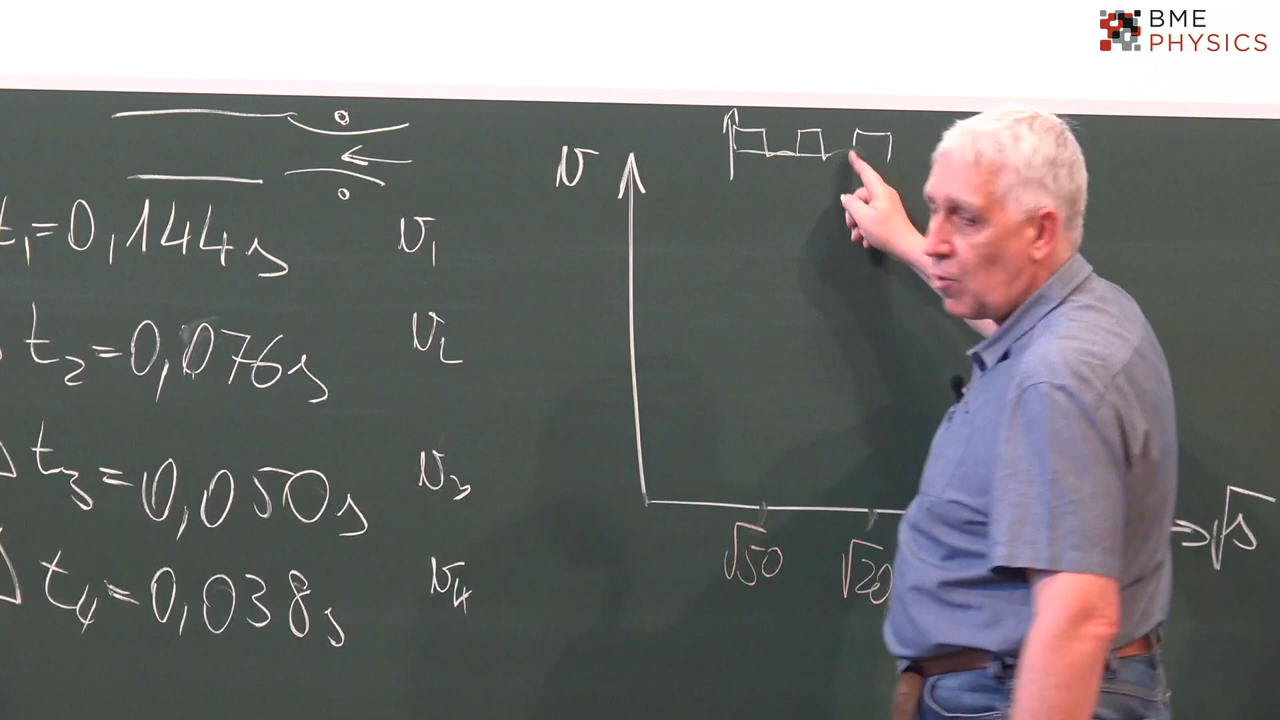 BME
PHYSICS
v
t₁=0,144s v₁
t₂=0,076s v₂
t₃=0,050s v₃
t₄=0,038s v₄
√50 √20
√s